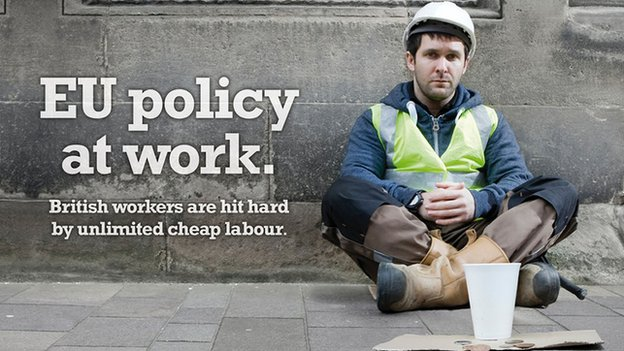 EU policy
at work.
British workers are hit hard
by unlimited cheap labour.